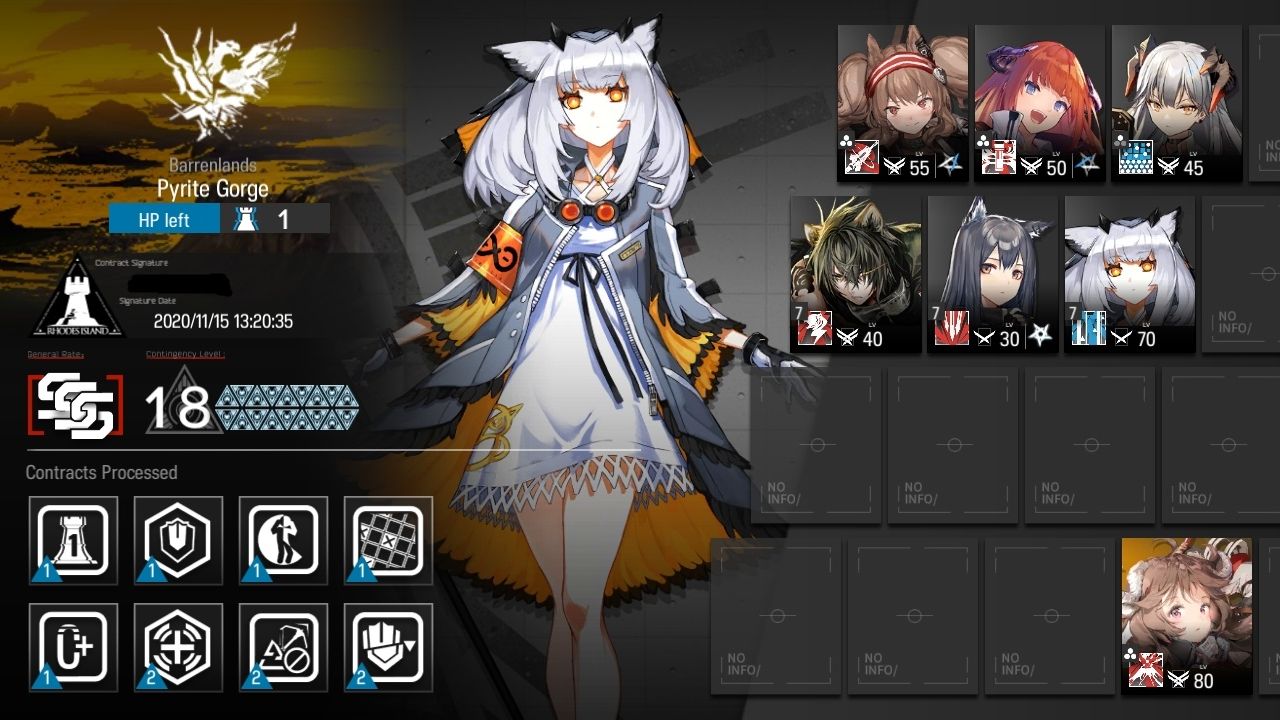 Barrenlands
Pyrite Gorge
HP left 1
Contract Signature
Signature Date
2020/11/15 13:20:35
RHODES ISLAND
General Rate:
Contingency Level:
SSS 18
Contracts Processed
1 1 1 1 1
1 2 2 2
LV 55
LV 50
LV 45
7 LV 40
7 LV 30
7 LV 70
NO INFO/
NO INFO/
NO INFO/
NO INFO/
NO INFO/
NO INFO/
NO INFO/
NO INFO/
LV 80